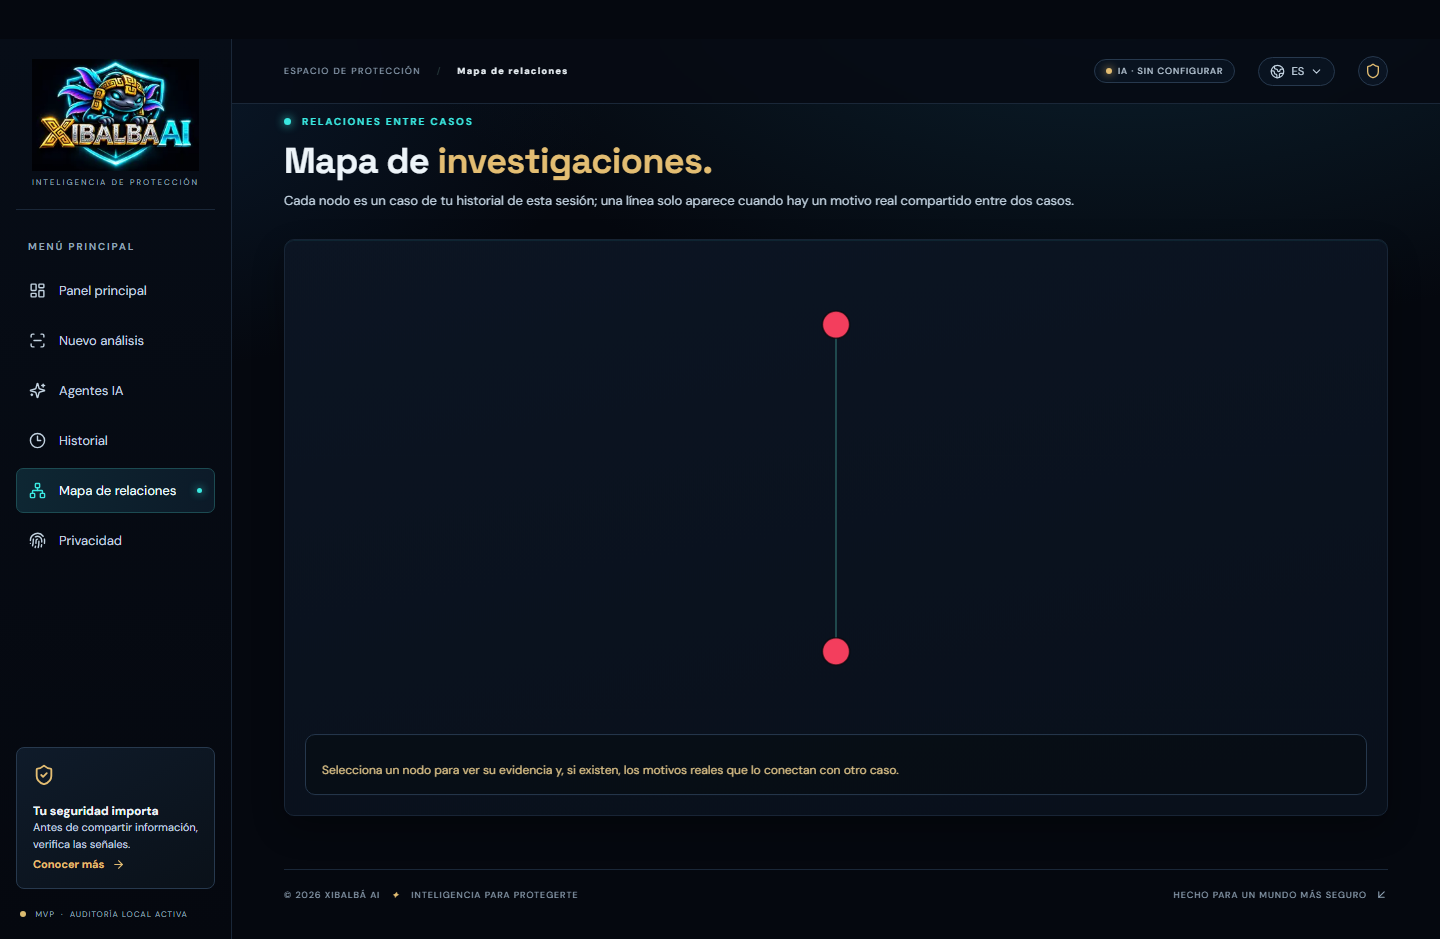 XIBALBÁ AI
INTELIGENCIA DE PROTECCIÓN
MENÚ PRINCIPAL
Panel principal
Nuevo análisis
Agentes IA
Historial
Mapa de relaciones
Privacidad
Tu seguridad importa
Antes de compartir información,
verifica las señales.
Conocer más →
MVP · AUDITORÍA LOCAL ACTIVA
ESPACIO DE PROTECCIÓN / Mapa de relaciones
IA · SIN CONFIGURAR
ES
RELACIONES ENTRE CASOS
Mapa de investigaciones.
Cada nodo es un caso de tu historial de esta sesión; una línea solo aparece cuando hay un motivo real compartido entre dos casos.
Selecciona un nodo para ver su evidencia y, si existen, los motivos reales que lo conectan con otro caso.
© 2026 XIBALBÁ AI ✦ INTELIGENCIA PARA PROTEGERTE
HECHO PARA UN MUNDO MÁS SEGURO